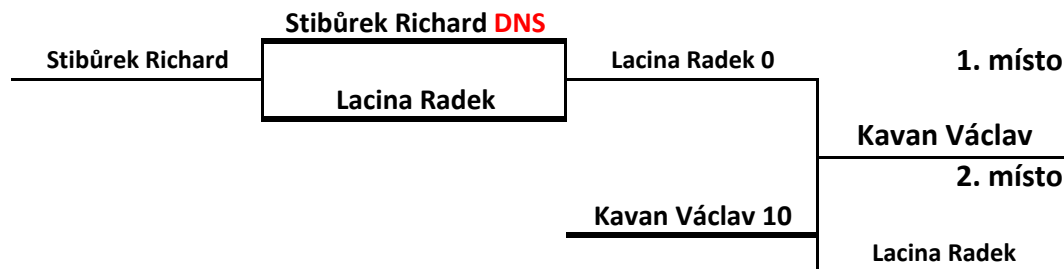 Stibůrek Richard DNS
Stibůrek Richard
Lacina Radek 0
1. místo
Lacina Radek
Kavan Václav
2. místo
Kavan Václav 10
Lacina Radek